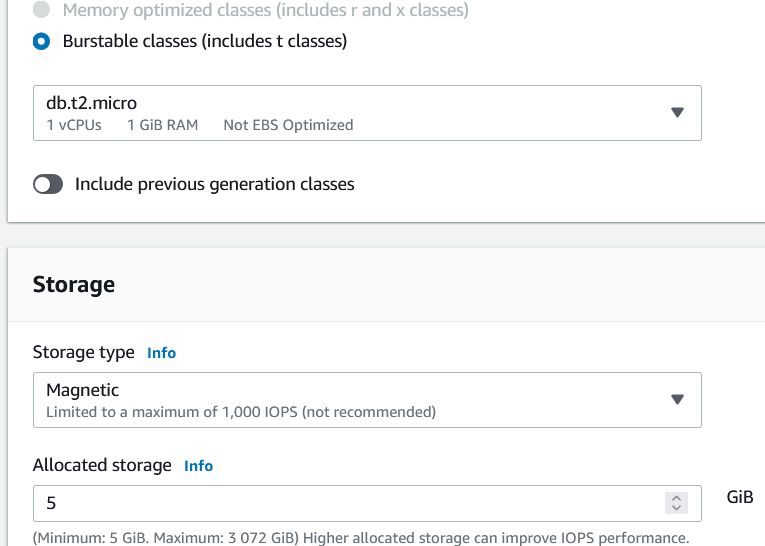 Memory optimized classes (includes r and x classes)
Burstable classes (includes t classes)
db.t2.micro
1 vCPUs 1 GiB RAM Not EBS Optimized
Include previous generation classes
Storage
Storage type Info
Magnetic
Limited to a maximum of 1,000 IOPS (not recommended)
Allocated storage Info
5 GiB
(Minimum: 5 GiB. Maximum: 3 072 GiB) Higher allocated storage can improve IOPS performance.